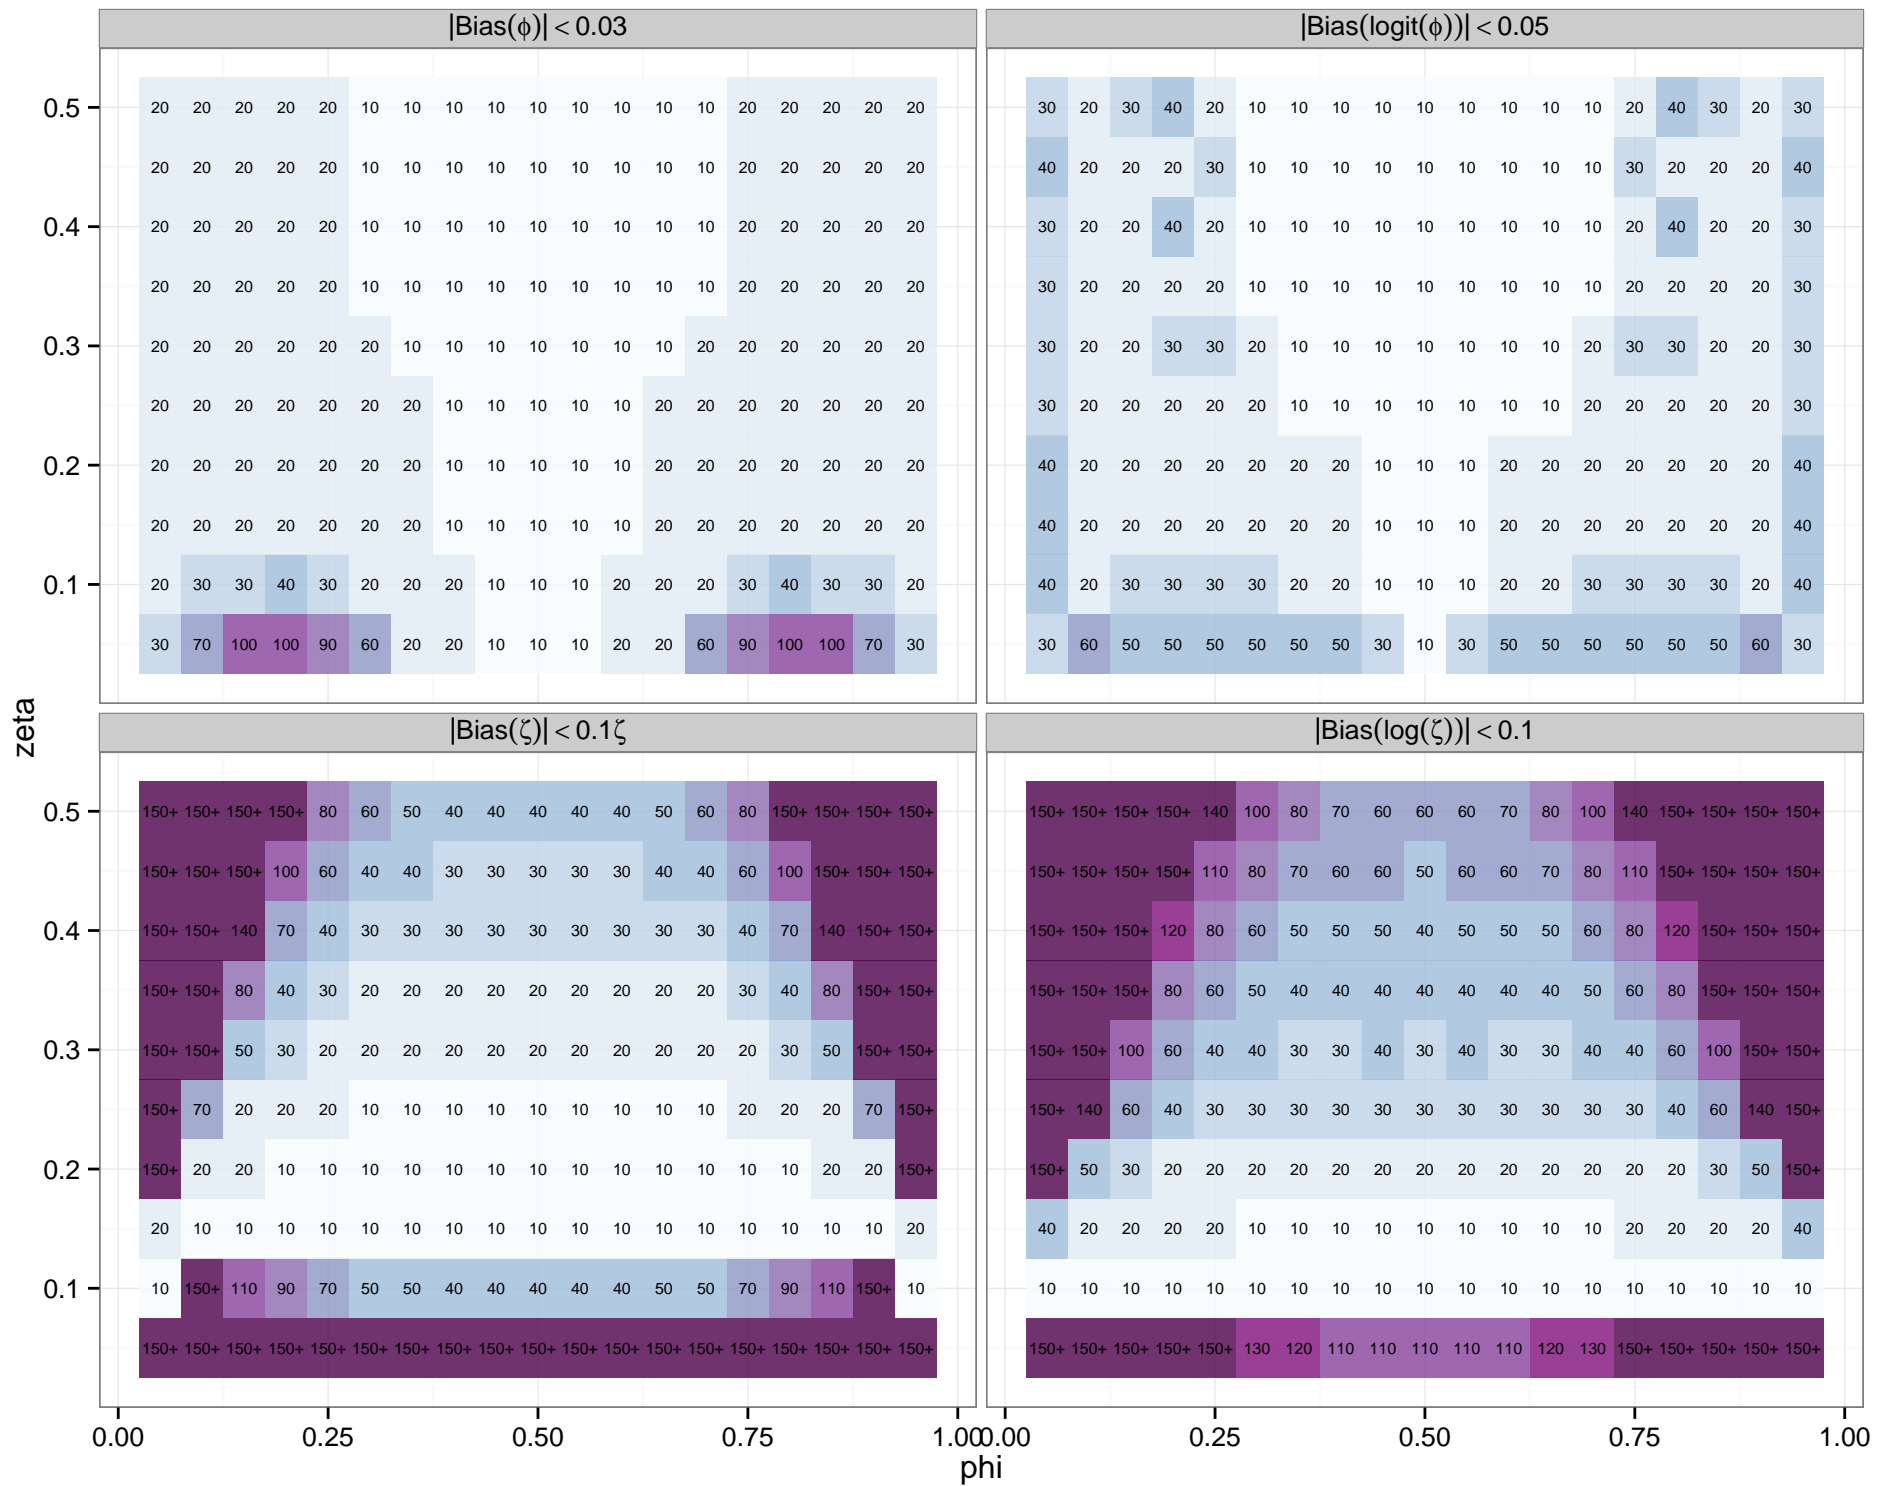 |Bias(ϕ)| < 0.03
|Bias(logit(ϕ))| < 0.05
0.5 20 20 20 20 20 10 10 10 10 10 10 10 10 10 20 20 20 20 20 30 20 30 40 20 10 10 10 10 10 10 10 10 10 20 40 30 20 30
20 20 20 20 20 10 10 10 10 10 10 10 10 10 20 20 20 20 20 40 20 20 20 30 10 10 10 10 10 10 10 10 10 30 20 20 20 40
0.4 20 20 20 20 20 10 10 10 10 10 10 10 10 10 20 20 20 20 20 30 20 20 40 20 10 10 10 10 10 10 10 10 10 20 40 20 20 30
20 20 20 20 20 10 10 10 10 10 10 10 10 10 20 20 20 20 20 30 20 20 20 20 10 10 10 10 10 10 10 10 10 20 20 20 20 30
0.3 20 20 20 20 20 20 10 10 10 10 10 10 10 20 20 20 20 20 20 30 20 20 30 30 20 10 10 10 10 10 10 10 20 30 30 20 20 30
20 20 20 20 20 20 20 10 10 10 10 10 20 20 20 20 20 20 20 30 20 20 20 20 20 10 10 10 10 10 10 10 20 20 20 20 20 30
0.2 20 20 20 20 20 20 20 10 10 10 10 10 20 20 20 20 20 20 20 40 20 20 20 20 20 20 20 10 10 10 20 20 20 20 20 20 20 40
20 20 20 20 20 20 20 10 10 10 10 10 20 20 20 20 20 20 20 40 20 20 20 20 20 20 20 10 10 10 20 20 20 20 20 20 20 40
0.1 20 30 30 40 30 20 20 20 10 10 10 20 20 20 30 40 30 30 20 40 20 30 30 30 30 20 20 10 10 10 20 20 30 30 30 30 20 40
30 70 100 100 90 60 20 20 10 10 10 20 20 60 90 100 100 70 30 30 60 50 50 50 50 50 50 30 10 30 50 50 50 50 50 50 60 30
zeta
|Bias(ζ)| < 0.1ζ
|Bias(log(ζ))| < 0.1
0.5 150+ 150+ 150+ 150+ 80 60 50 40 40 40 40 40 50 60 80 150+ 150+ 150+ 150+ 150+ 150+ 150+ 150+ 140 100 80 70 60 60 60 70 80 100 140 150+ 150+ 150+ 150+
150+ 150+ 150+ 100 60 40 40 30 30 30 30 30 40 40 60 100 150+ 150+ 150+ 150+ 150+ 150+ 150+ 110 80 70 60 60 50 60 60 70 80 110 150+ 150+ 150+ 150+
0.4 150+ 150+ 140 70 40 30 30 30 30 30 30 30 30 30 40 70 140 150+ 150+ 150+ 150+ 150+ 120 80 60 50 50 50 40 50 50 50 60 80 120 150+ 150+ 150+
150+ 150+ 80 40 30 20 20 20 20 20 20 20 20 20 30 40 80 150+ 150+ 150+ 150+ 150+ 80 60 50 40 40 40 40 40 40 40 50 60 80 150+ 150+ 150+
0.3 150+ 150+ 50 30 20 20 20 20 20 20 20 20 20 20 20 30 50 150+ 150+ 150+ 150+ 100 60 40 40 30 30 40 30 40 30 30 40 40 60 100 150+ 150+
150+ 70 20 20 20 10 10 10 10 10 10 10 10 10 20 20 20 70 150+ 150+ 140 60 40 30 30 30 30 30 30 30 30 30 30 30 40 60 140 150+
0.2 150+ 20 20 10 10 10 10 10 10 10 10 10 10 10 10 10 20 20 150+ 150+ 50 30 20 20 20 20 20 20 20 20 20 20 20 20 20 30 50 150+
20 10 10 10 10 10 10 10 10 10 10 10 10 10 10 10 10 10 20 40 20 20 20 20 10 10 10 10 10 10 10 10 10 20 20 20 20 40
0.1 10 150+ 110 90 70 50 50 40 40 40 40 40 50 50 70 90 110 150+ 10 10 10 10 10 10 10 10 10 10 10 10 10 10 10 10 10 10 10 10
150+ 150+ 150+ 150+ 150+ 150+ 150+ 150+ 150+ 150+ 150+ 150+ 150+ 150+ 150+ 150+ 150+ 150+ 150+ 150+ 150+ 150+ 150+ 150+ 130 120 110 110 110 110 110 120 130 150+ 150+ 150+ 150+ 150+
0.00 0.25 0.50 0.75 1.00 0.00 0.25 0.50 0.75 1.00
phi